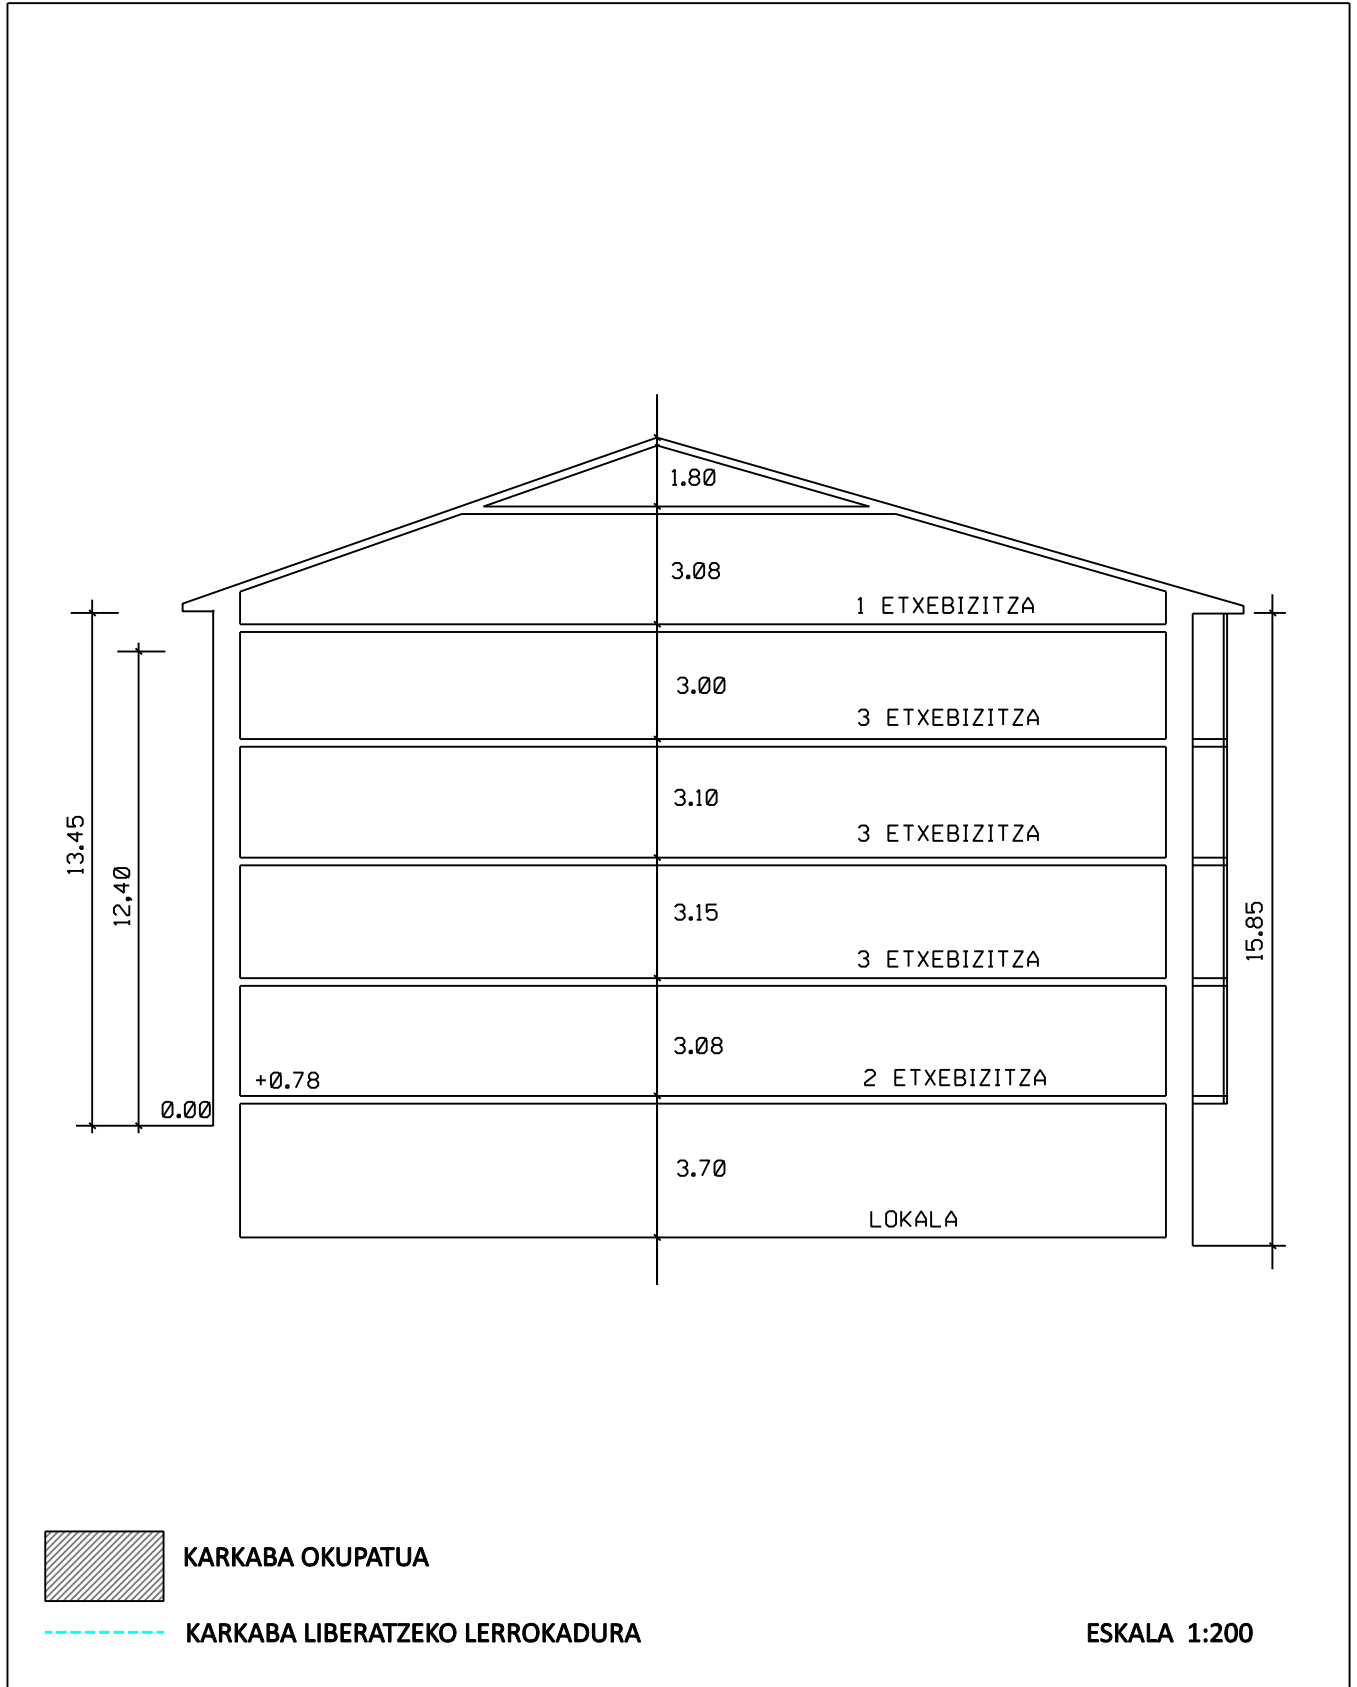 1.80
3.08
1 ETXEBIZITZA
3.00
3 ETXEBIZITZA
3.10
3 ETXEBIZITZA
13.45
12.40
3.15
3 ETXEBIZITZA
15.85
3.08
+0.78
2 ETXEBIZITZA
0.00
3.70
LOKALA
KARKABA OKUPATUA
KARKABA LIBERATZEKO LERROKADURA
ESKALA 1:200